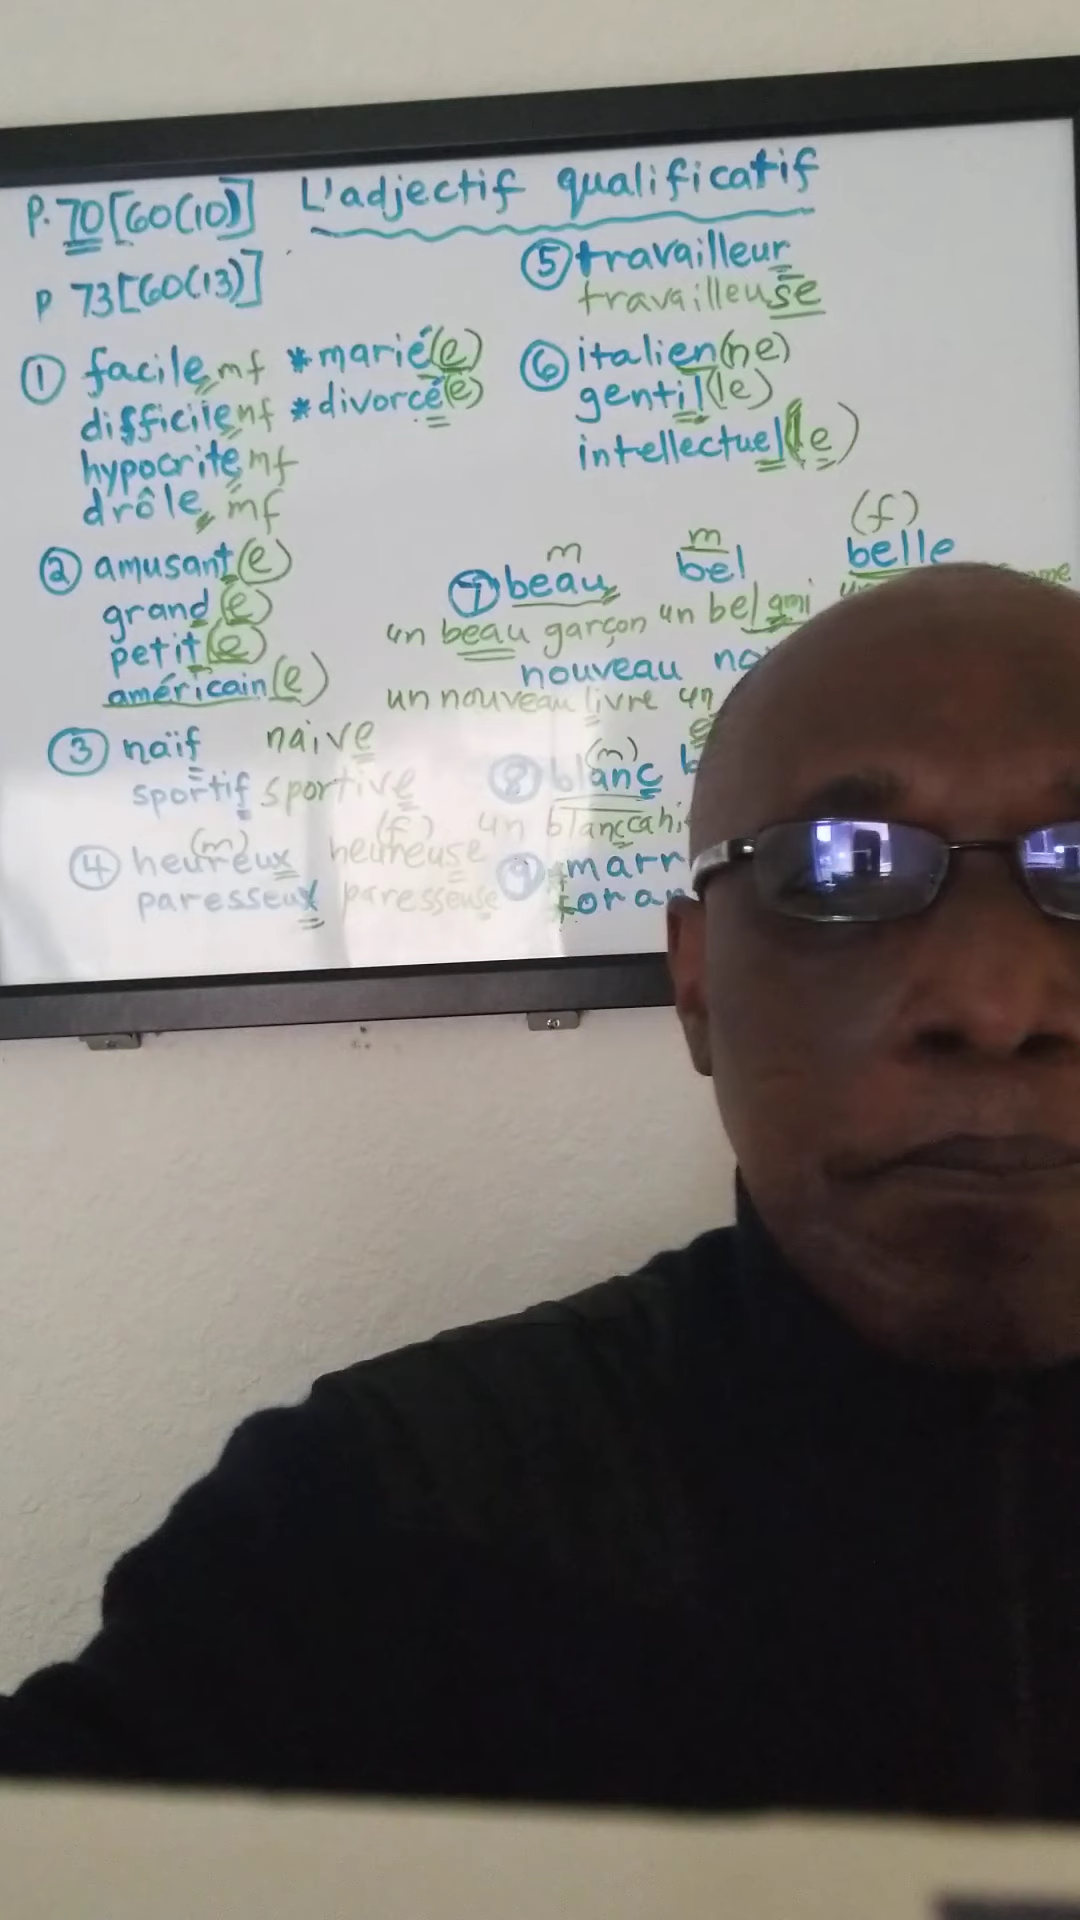 P. 70 [60(10)] L'adjectif qualificatif
P 73 [60(13)]
① facile mf *marié(e)
difficile mf *divorcé(e)
hypocrite mf
drôle mf
② amusant(e)
grand(e)
petit(e)
américain(e)
③ naïf naive
sportif sportive
(m) (f)
④ heureux heureuse
paresseux paresseuse
⑤ travailleur
travailleuse
⑥ italien(ne)
gentil(le)
intellectuel(le)
m m (f)
⑦ beau bel belle
un beau garçon un bel ami
nouveau
un nouveau livre un
(m)
⑧ blanc
un blanc
⑨